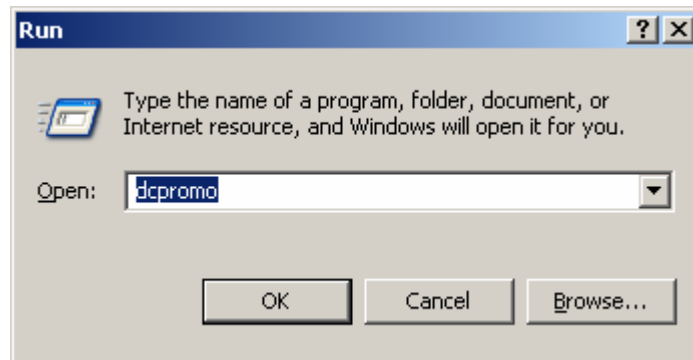 Run
Type the name of a program, folder, document, or
Internet resource, and Windows will open it for you.
Open: dcpromo
OK Cancel Browse...